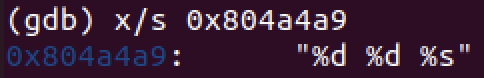 (gdb) x/s 0x804a4a9
0x804a4a9:      "%d %d %s"